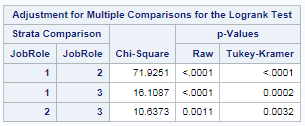 Adjustment for Multiple Comparisons for the Logrank Test
Strata Comparison p-Values
JobRole JobRole Chi-Square Raw Tukey-Kramer
1 2 71.9251 <.0001 <.0001
1 3 16.1087 <.0001 0.0002
2 3 10.6373 0.0011 0.0032